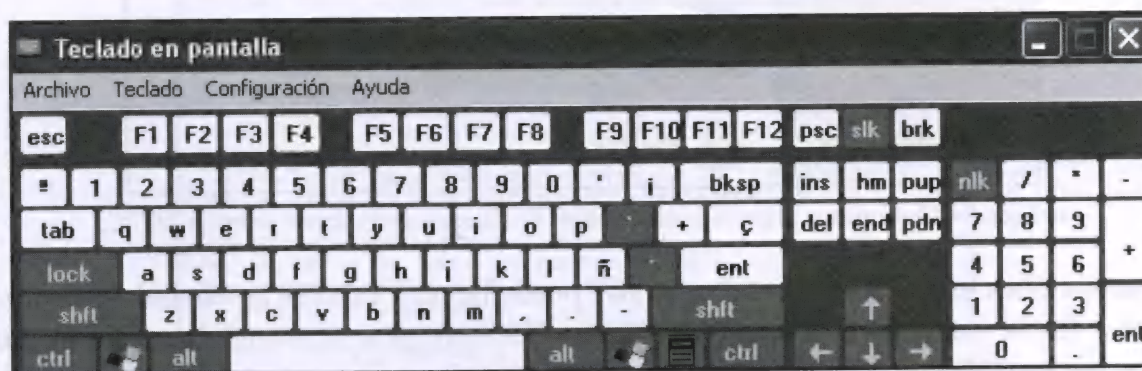 Teclado en pantalla
Archivo Teclado Configuración Ayuda
esc F1 F2 F3 F4 F5 F6 F7 F8 F9 F10 F11 F12 psc slk brk
º 1 2 3 4 5 6 7 8 9 0 ' ¡ bksp ins hm pup nlk / * -
tab q w e r t y u i o p ` + ç del end pdn 7 8 9 +
lock a s d f g h j k l ñ ´ ent 4 5 6
shft z x c v b n m , . - shft ↑ 1 2 3 ent
ctrl alt alt ctrl ← ↓ → 0 .